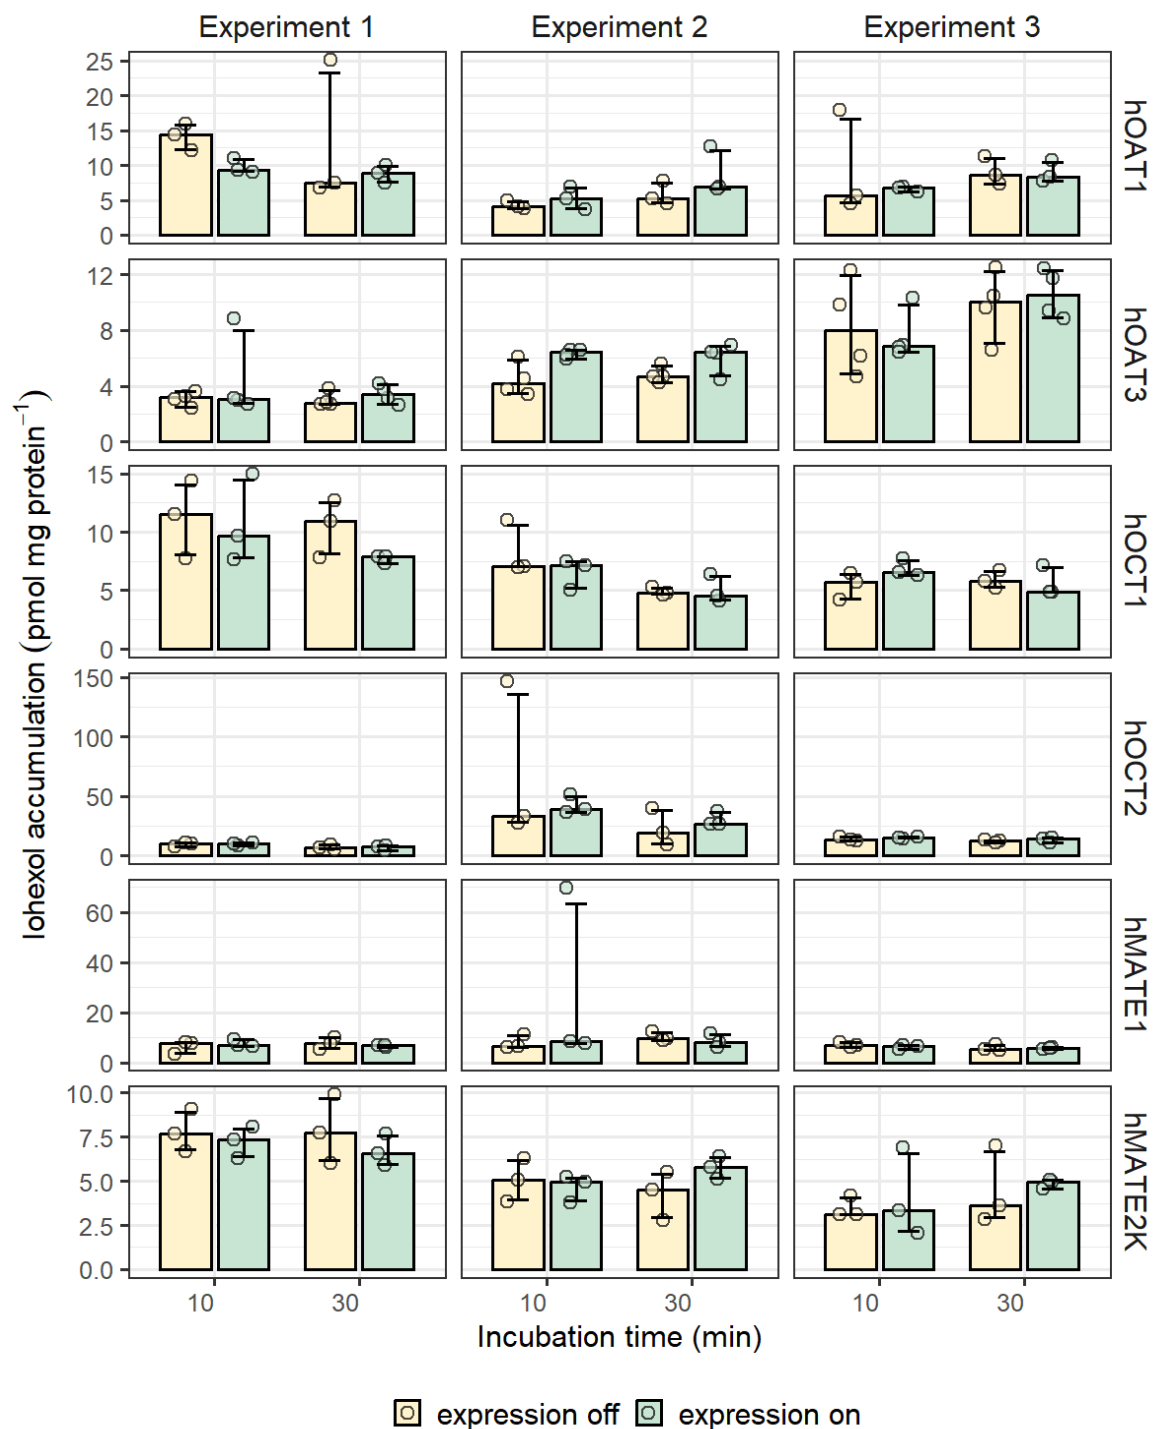 Experiment 1 Experiment 2 Experiment 3
25
20
15
10
5
0
hOAT1
12
8
4
0
hOAT3
15
10
5
0
hOCT1
150
100
50
0
hOCT2
60
40
20
0
hMATE1
10.0
7.5
5.0
2.5
0.0
hMATE2K
Iohexol accumulation (pmol mg protein⁻¹)
10 30 10 30 10 30
Incubation time (min)
expression off expression on